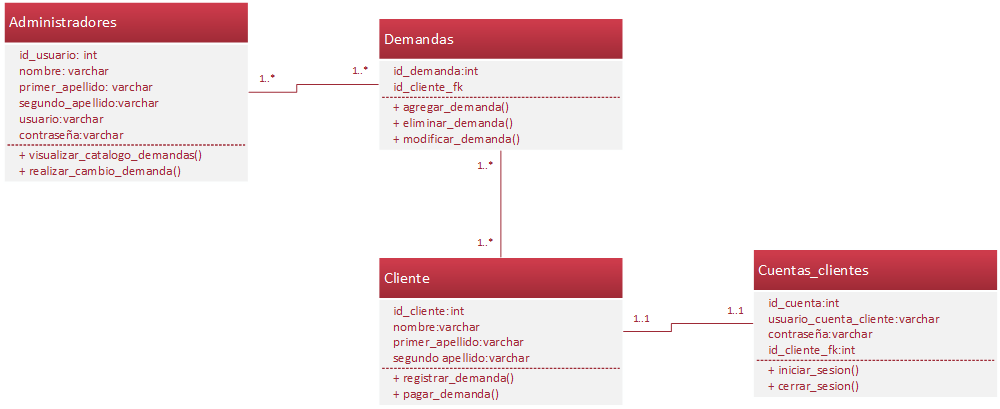 Administradores
id_usuario: int
nombre: varchar
primer_apellido: varchar
segundo_apellido:varchar
usuario:varchar
contraseña:varchar
+ visualizar_catalogo_demandas()
+ realizar_cambio_demanda()
1..*
1..*
Demandas
id_demanda:int
id_cliente_fk
+ agregar_demanda()
+ eliminar_demanda()
+ modificar_demanda()
1..*
1..*
Cliente
id_cliente:int
nombre:varchar
primer_apellido:varchar
segundo apellido:varchar
+ registrar_demanda()
+ pagar_demanda()
1..1
1..1
Cuentas_clientes
id_cuenta:int
usuario_cuenta_cliente:varchar
contraseña:varchar
id_cliente_fk:int
+ iniciar_sesion()
+ cerrar_sesion()